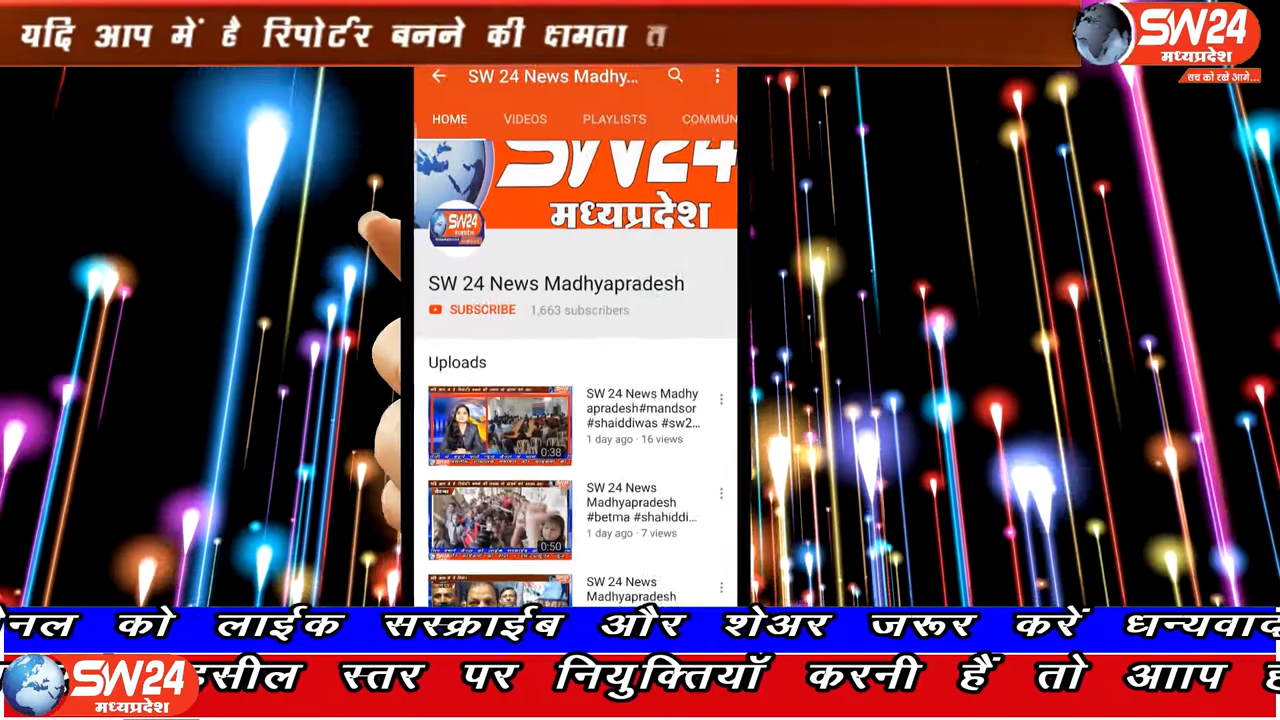 यदि आप में है रिपोर्टर बनने की क्षमता त
SW24
मध्यप्रदेश
सच को रखे आगे...
SW 24 News Madhy...
HOME VIDEOS PLAYLISTS COMMUN
SW24
मध्यप्रदेश
SW24
SW 24 News Madhyapradesh
SUBSCRIBE 1,663 subscribers
Uploads
SW 24 News Madhy
apradesh#mandsor
#shaiddiwas #sw2...
1 day ago · 16 views
0:38
SW 24 News
Madhyapradesh
#betma #shahiddi...
1 day ago · 7 views
0:50
SW 24 News
Madhyapradesh
ैनल को लाईक सस्क्राईब और शेअर जरूर करें धन्यवाद
हसील स्तर पर नियुक्तियॉ करनी हैं तो आाप ह
SW24
मध्यप्रदेश